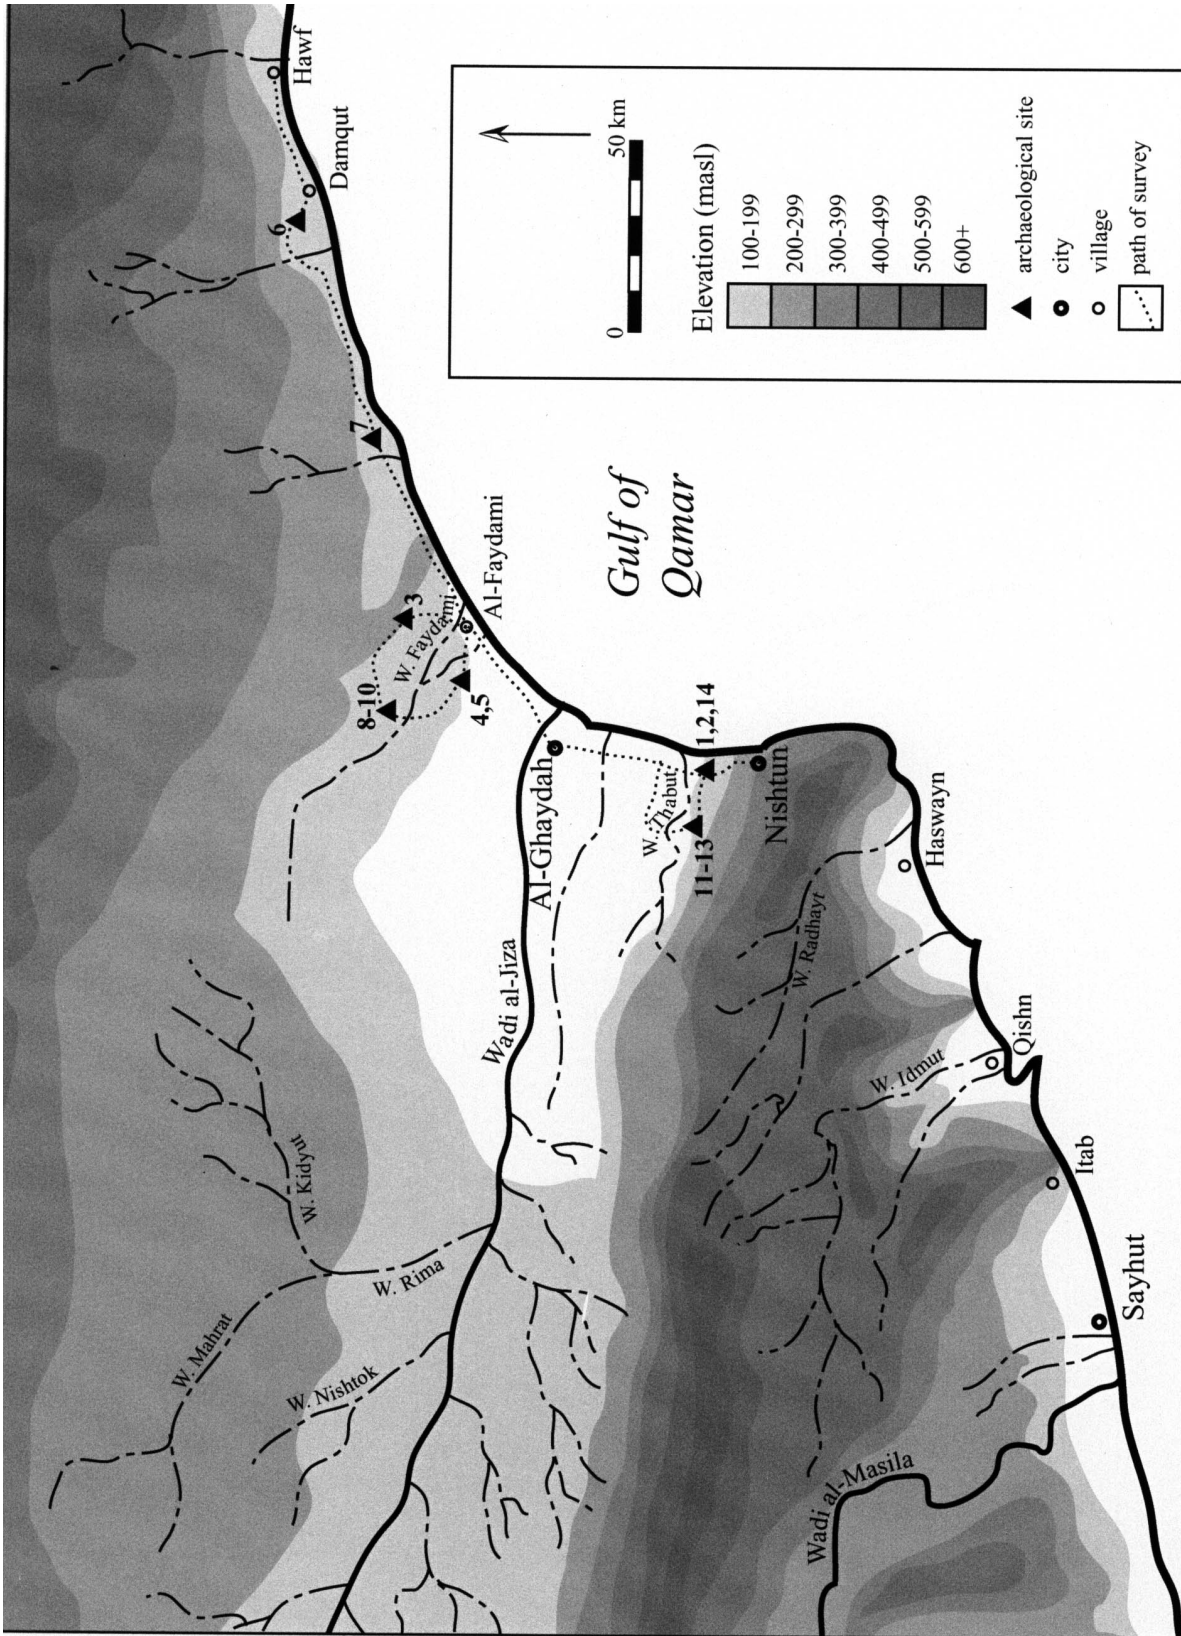 Hawf
Damqut
6
7
3
W. Faydami
Al-Faydami
8-10
4,5
Gulf of
Qamar
Al-Ghaydah
1,2,14
W. Thabut
11-13
Nishtun
Haswayn
Wadi al-Jiza
W. Radhayt
W. Kidyut
W. Rima
W. Mahrat
W. Nishtok
W. Idmut
Qishn
Itab
Sayhut
Wadi al-Masila
0
50 km
Elevation (masl)
100-199
200-299
300-399
400-499
500-599
600+
archaeological site
city
village
path of survey